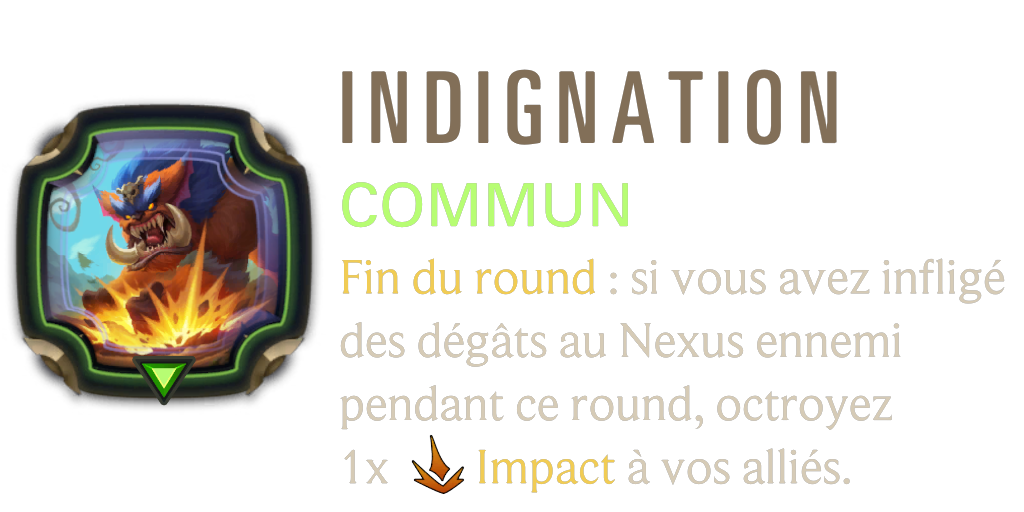 INDIGNATION
COMMUN
Fin du round : si vous avez infligé
des dégâts au Nexus ennemi
pendant ce round, octroyez
1x Impact à vos alliés.